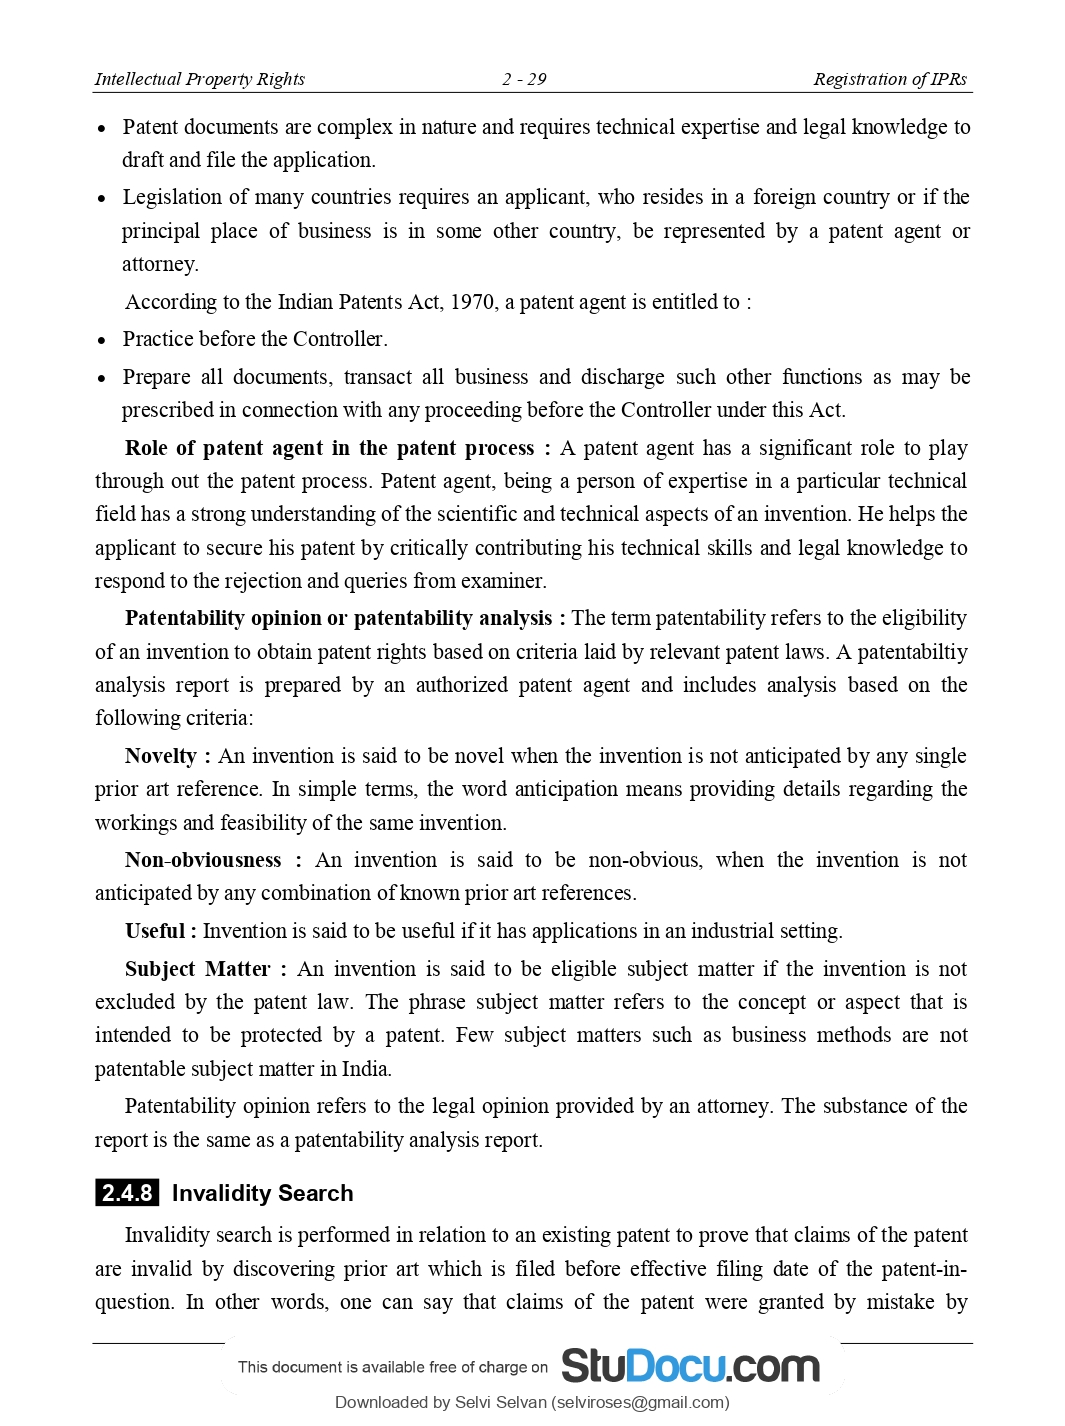 Intellectual Property Rights 2 - 29 Registration of IPRs
• Patent documents are complex in nature and requires technical expertise and legal knowledge to
draft and file the application.
• Legislation of many countries requires an applicant, who resides in a foreign country or if the
principal place of business is in some other country, be represented by a patent agent or
attorney.
According to the Indian Patents Act, 1970, a patent agent is entitled to :
• Practice before the Controller.
• Prepare all documents, transact all business and discharge such other functions as may be
prescribed in connection with any proceeding before the Controller under this Act.
Role of patent agent in the patent process : A patent agent has a significant role to play
through out the patent process. Patent agent, being a person of expertise in a particular technical
field has a strong understanding of the scientific and technical aspects of an invention. He helps the
applicant to secure his patent by critically contributing his technical skills and legal knowledge to
respond to the rejection and queries from examiner.
Patentability opinion or patentability analysis : The term patentability refers to the eligibility
of an invention to obtain patent rights based on criteria laid by relevant patent laws. A patentabiltiy
analysis report is prepared by an authorized patent agent and includes analysis based on the
following criteria:
Novelty : An invention is said to be novel when the invention is not anticipated by any single
prior art reference. In simple terms, the word anticipation means providing details regarding the
workings and feasibility of the same invention.
Non-obviousness : An invention is said to be non-obvious, when the invention is not
anticipated by any combination of known prior art references.
Useful : Invention is said to be useful if it has applications in an industrial setting.
Subject Matter : An invention is said to be eligible subject matter if the invention is not
excluded by the patent law. The phrase subject matter refers to the concept or aspect that is
intended to be protected by a patent. Few subject matters such as business methods are not
patentable subject matter in India.
Patentability opinion refers to the legal opinion provided by an attorney. The substance of the
report is the same as a patentability analysis report.
2.4.8 Invalidity Search
Invalidity search is performed in relation to an existing patent to prove that claims of the patent
are invalid by discovering prior art which is filed before effective filing date of the patent-in-
question. In other words, one can say that claims of the patent were granted by mistake by
This document is available free of charge on StuDocu.com
Downloaded by Selvi Selvan (selviroses@gmail.com)